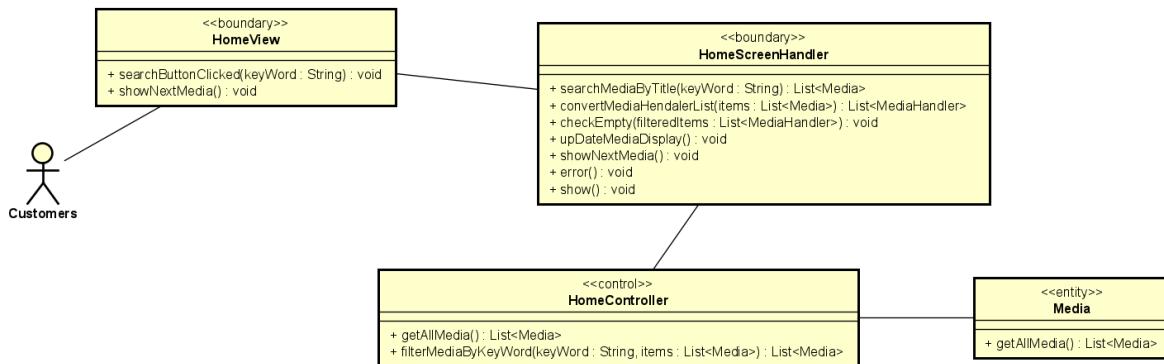 <<boundary>>
HomeView
+ searchButtonClicked(keyWord : String) : void
+ showNextMedia() : void
<<boundary>>
HomeScreenHandler
+ searchMediaByTitle(keyWord : String) : List<Media>
+ convertMediaHendalerList(items : List<Media>) : List<MediaHandler>
+ checkEmpty(filteredItems : List<MediaHandler>) : void
+ upDateMediaDisplay() : void
+ showNextMedia() : void
+ error() : void
+ show() : void
Customers
<<control>>
HomeController
+ getAllMedia() : List<Media>
+ filterMediaByKeyWord(keyWord : String, items : List<Media>) : List<Media>
<<entity>>
Media
+ getAllMedia() : List<Media>